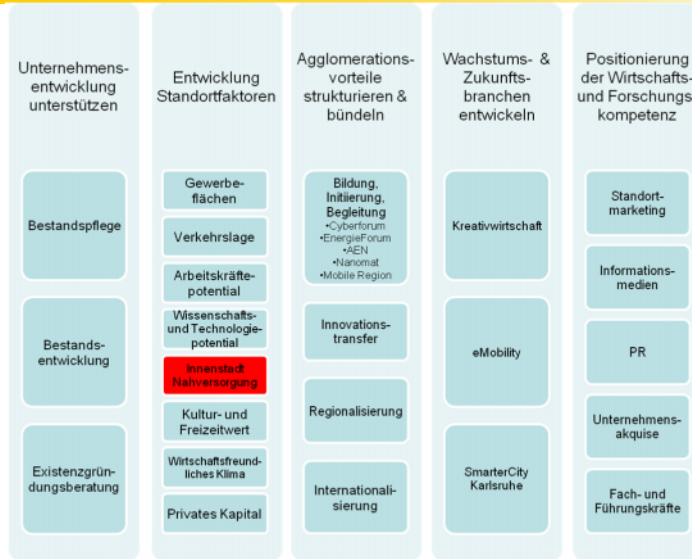 Unternehmens-
entwicklung
unterstützen
Bestandspflege
Bestands-
entwicklung
Existenzgrün-
dungsberatung
Entwicklung
Standortfaktoren
Gewerbe-
flächen
Verkehrslage
Arbeitskräfte-
potential
Wissenschafts-
und Technologie-
potential
Innenstadt
Nahversorgung
Kultur- und
Freizeitwert
Wirtschaftsfreund-
liches Klima
Privates Kapital
Agglomerations-
vorteile
strukturieren &
bündeln
Bildung,
Initiierung,
Begleitung
•Cyberforum
•EnergieForum
•AEN
•Nanomat
•Mobile Region
Innovations-
transfer
Regionalisierung
Internationali-
sierung
Wachstums- &
Zukunfts-
branchen
entwickeln
Kreativwirtschaft
eMobility
SmarterCity
Karlsruhe
Positionierung
der Wirtschafts-
und Forschungs-
kompetenz
Standort-
marketing
Informations-
medien
PR
Unternehmens-
akquise
Fach- und
Führungskräfte